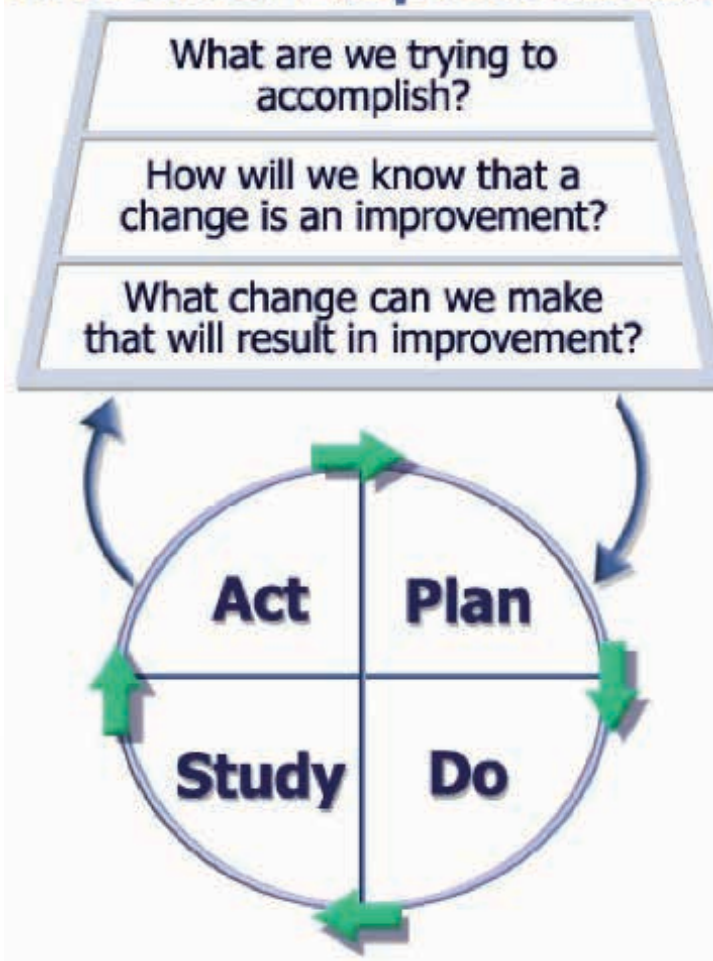 What are we trying to
accomplish?
How will we know that a
change is an improvement?
What change can we make
that will result in improvement?
Act
Plan
Study
Do